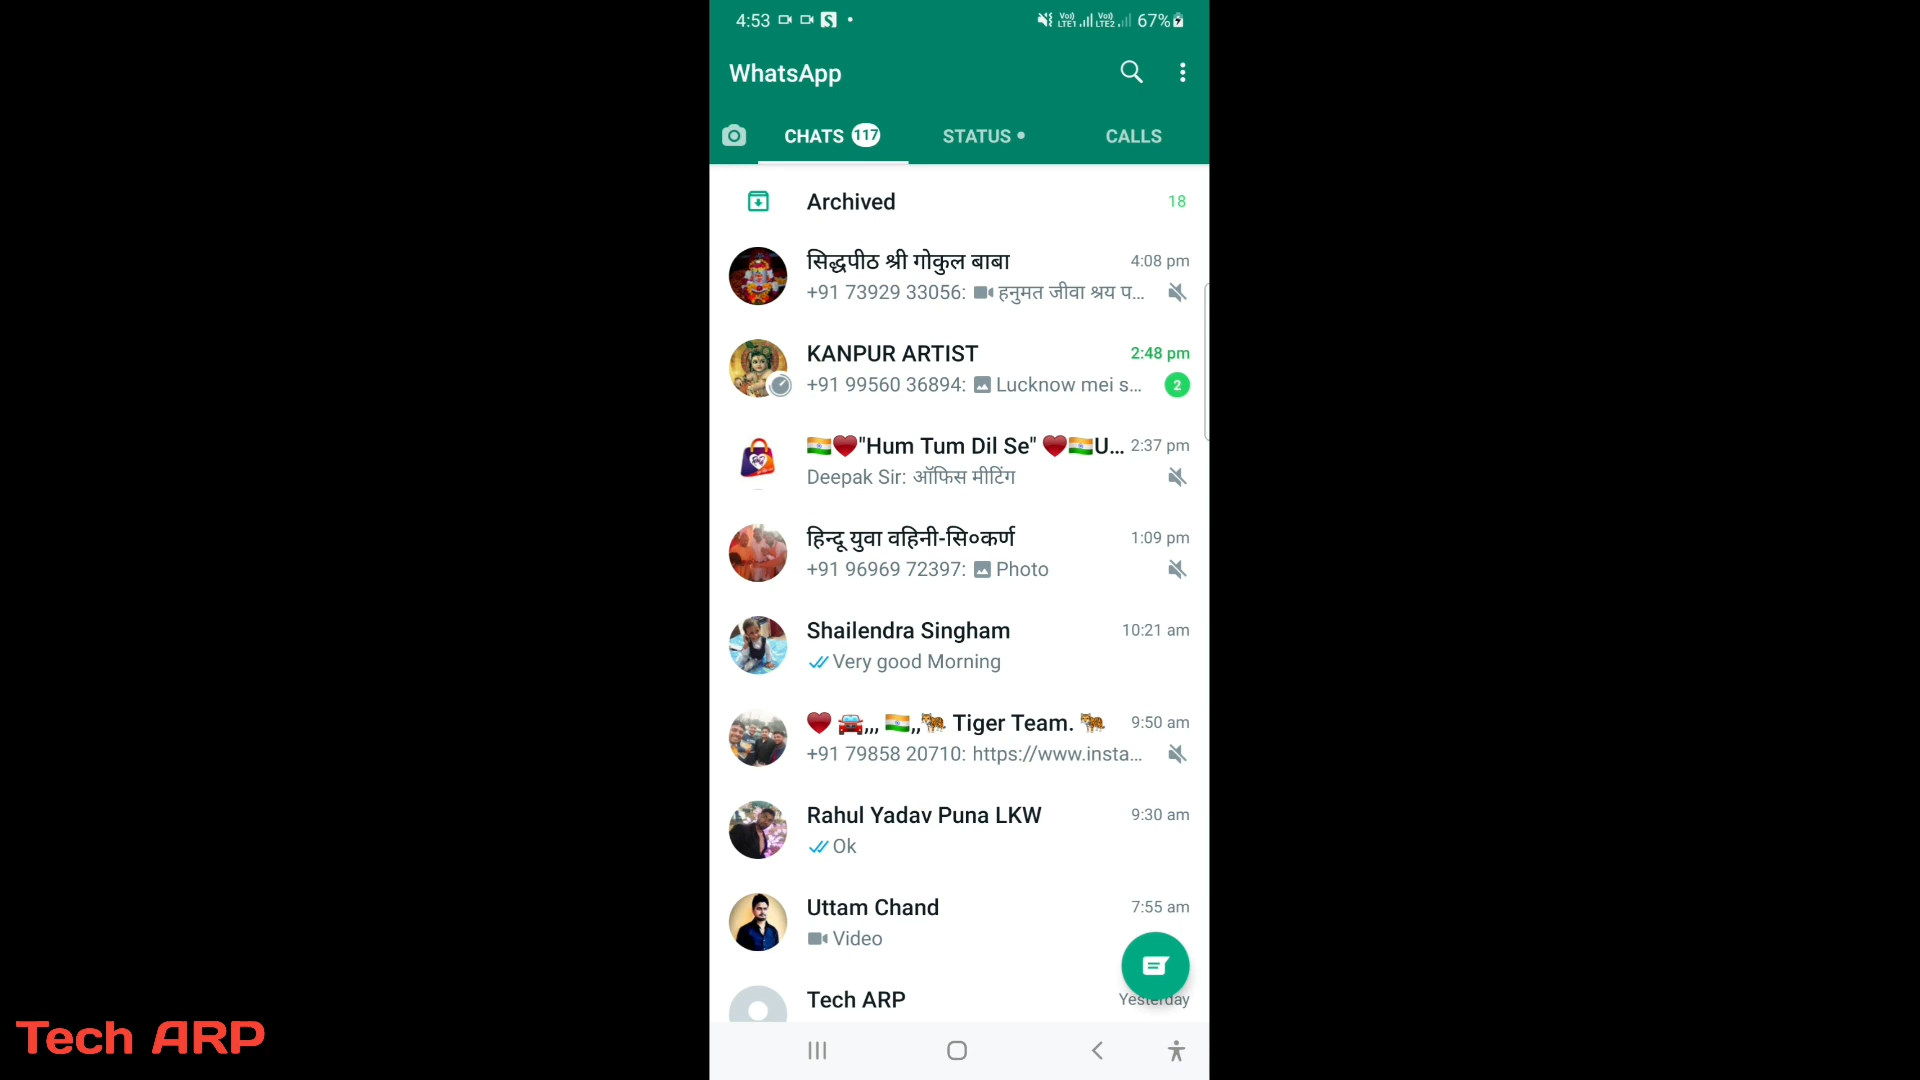 4:53
Vo)) LTE1 Vo)) LTE2 67%
WhatsApp
CHATS 117
STATUS •
CALLS
Archived
18
सिद्धपीठ श्री गोकुल बाबा
4:08 pm
+91 73929 33056: हनुमत जीवा श्रय प...
KANPUR ARTIST
2:48 pm
+91 99560 36894: Lucknow mei s...
2
🇮🇳❤️"Hum Tum Dil Se" ❤️🇮🇳U...
2:37 pm
Deepak Sir: ऑफिस मीटिंग
हिन्दू युवा वहिनी-सि०कर्ण
1:09 pm
+91 96969 72397: Photo
Shailendra Singham
10:21 am
Very good Morning
❤️ 🚘,,, 🇮🇳,,🐅 Tiger Team. 🐅
9:50 am
+91 79858 20710: https://www.insta...
Rahul Yadav Puna LKW
9:30 am
Ok
Uttam Chand
7:55 am
Video
Tech ARP
Yesterday
Tech ARP